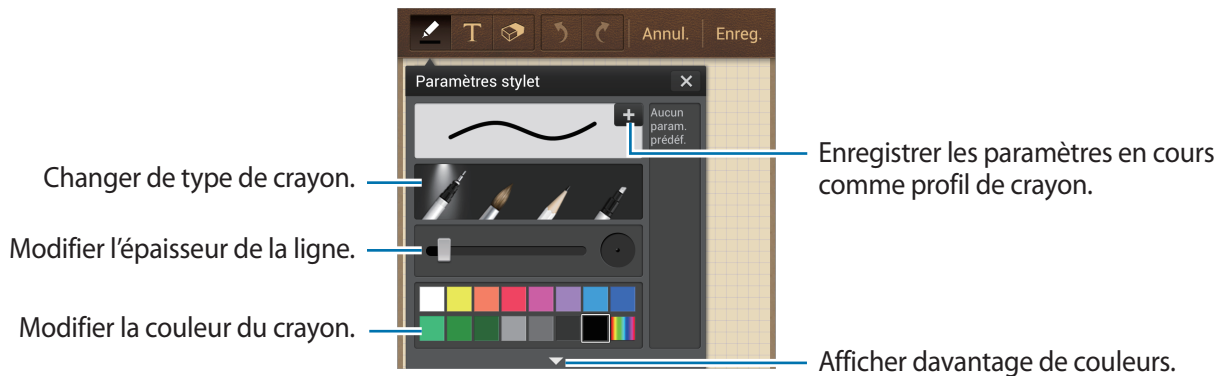 T Annul. Enreg.
Paramètres stylet
Aucun
param.
prédéf.
Enregistrer les paramètres en cours
comme profil de crayon.
Changer de type de crayon.
Modifier l’épaisseur de la ligne.
Modifier la couleur du crayon.
Afficher davantage de couleurs.